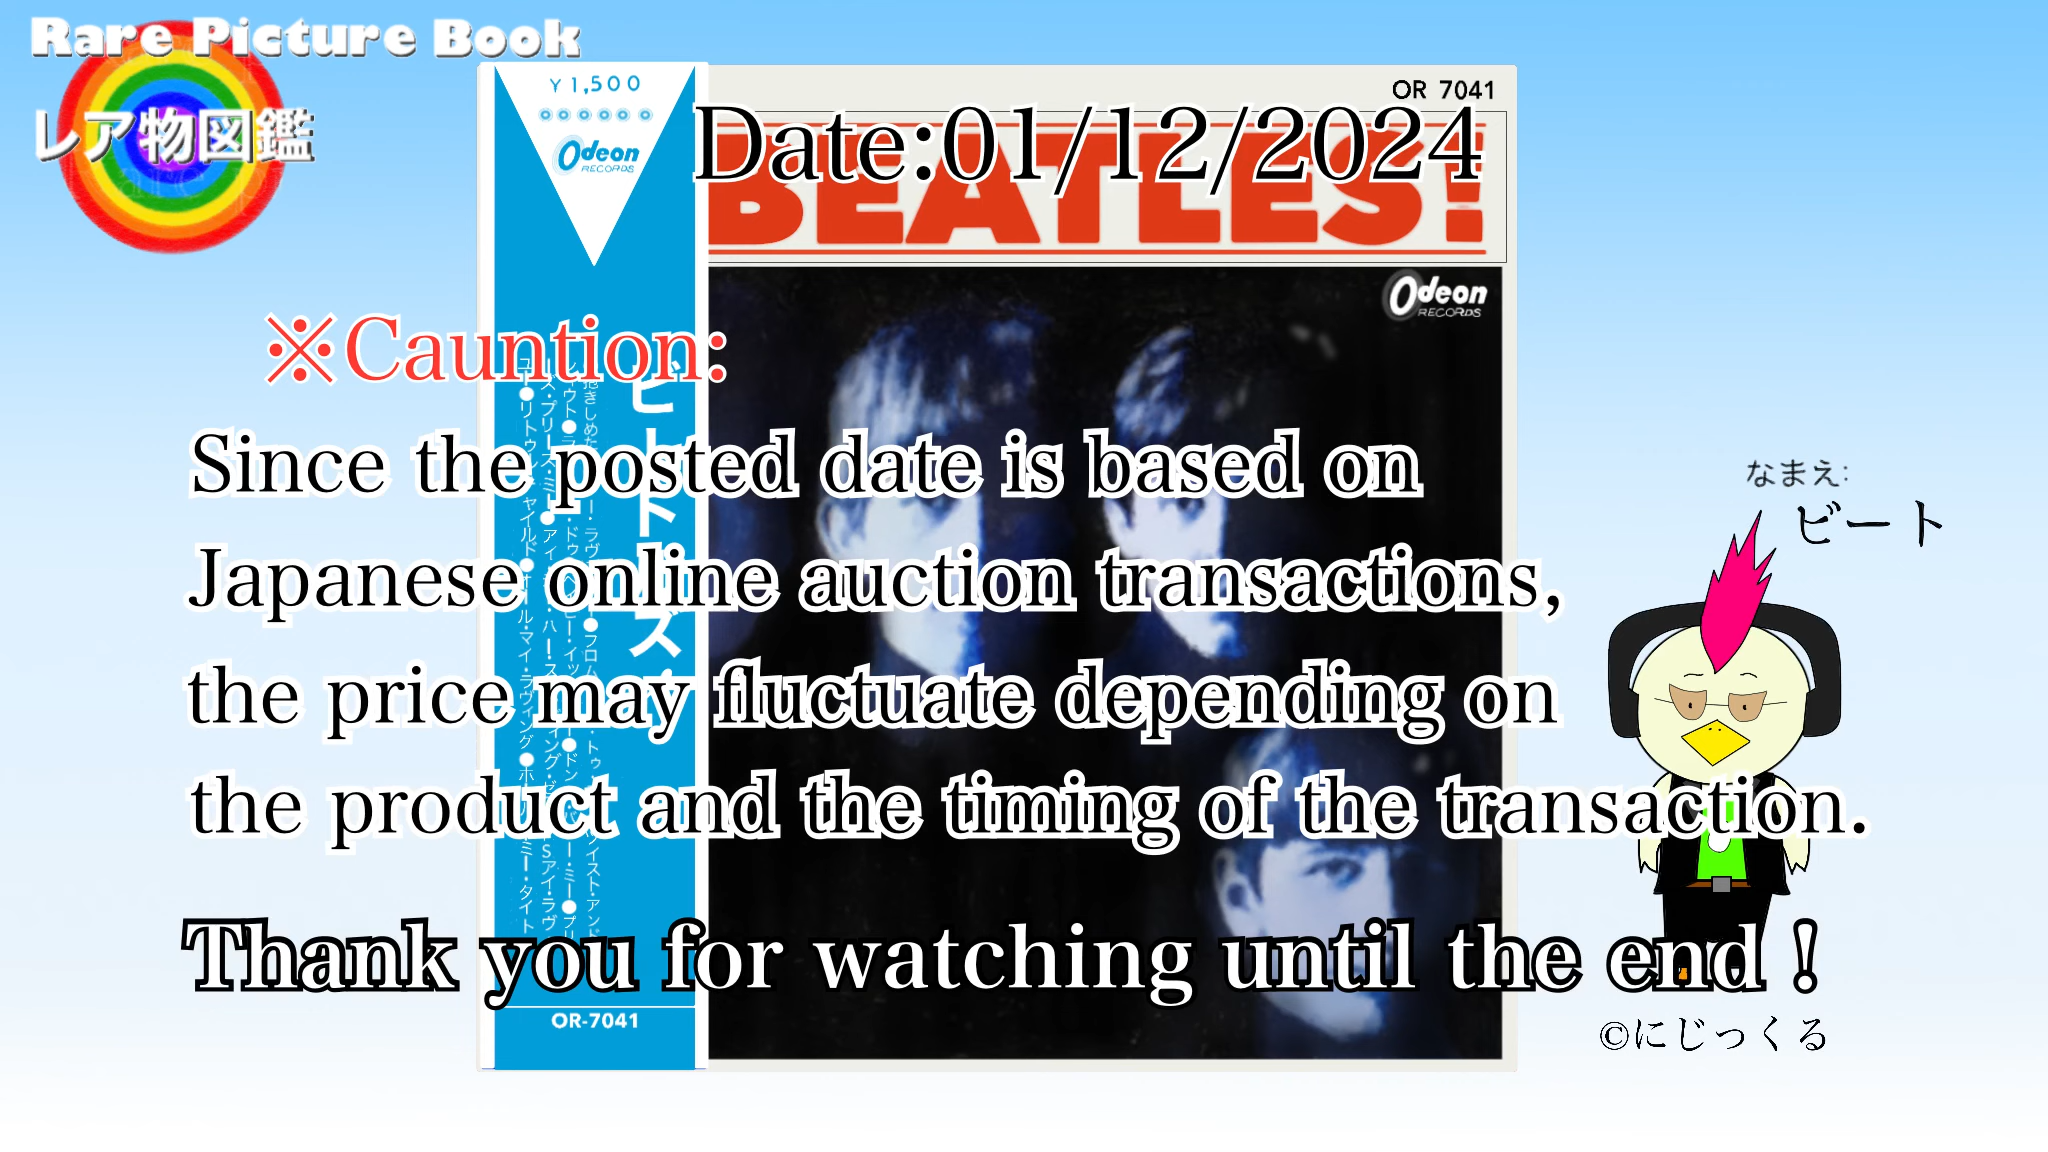 Rare Picture Book
レア物図鑑
¥1,500
Odeon
RECORDS
OR 7041
Date:01/12/2024
BEATLES!
Odeon
RECORDS
※Cauntion:
Since the posted date is based on
Japanese online auction transactions,
the price may fluctuate depending on
the product and the timing of the transaction.
Thank you for watching until the end！
OR-7041
なまえ:
ビート
©にじっくる